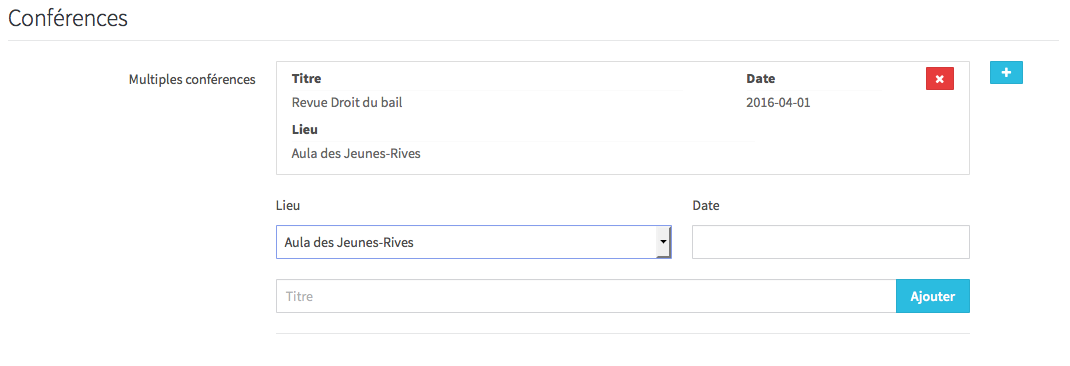 Conférences
Multiples conférences
Titre Date
Revue Droit du bail 2016-04-01
Lieu
Aula des Jeunes-Rives
Lieu Date
Aula des Jeunes-Rives
Titre Ajouter